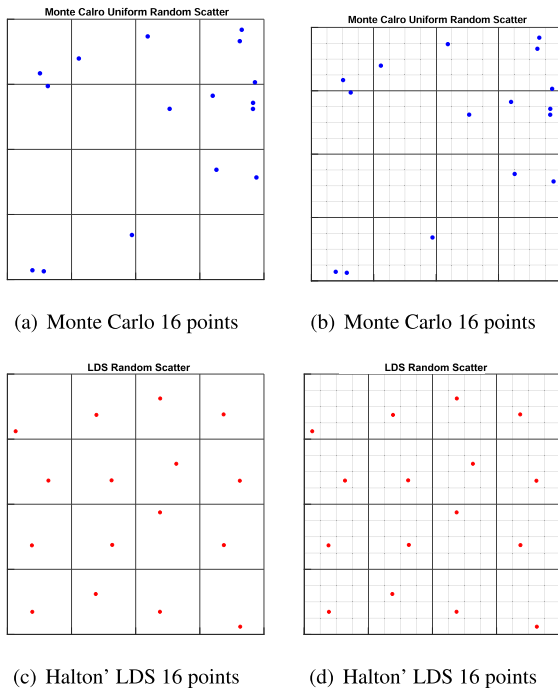 Monte Calro Uniform Random Scatter
Monte Calro Uniform Random Scatter
(a) Monte Carlo 16 points
(b) Monte Carlo 16 points
LDS Random Scatter
LDS Random Scatter
(c) Halton' LDS 16 points
(d) Halton' LDS 16 points